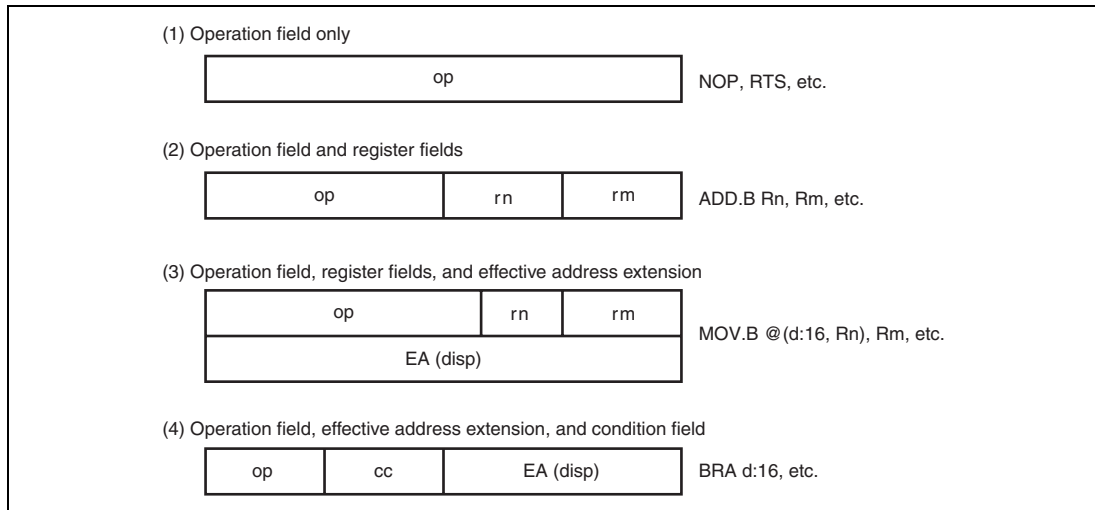 (1) Operation field only
op
NOP, RTS, etc.
(2) Operation field and register fields
op rn rm
ADD.B Rn, Rm, etc.
(3) Operation field, register fields, and effective address extension
op rn rm
EA (disp)
MOV.B @(d:16, Rn), Rm, etc.
(4) Operation field, effective address extension, and condition field
op cc EA (disp)
BRA d:16, etc.